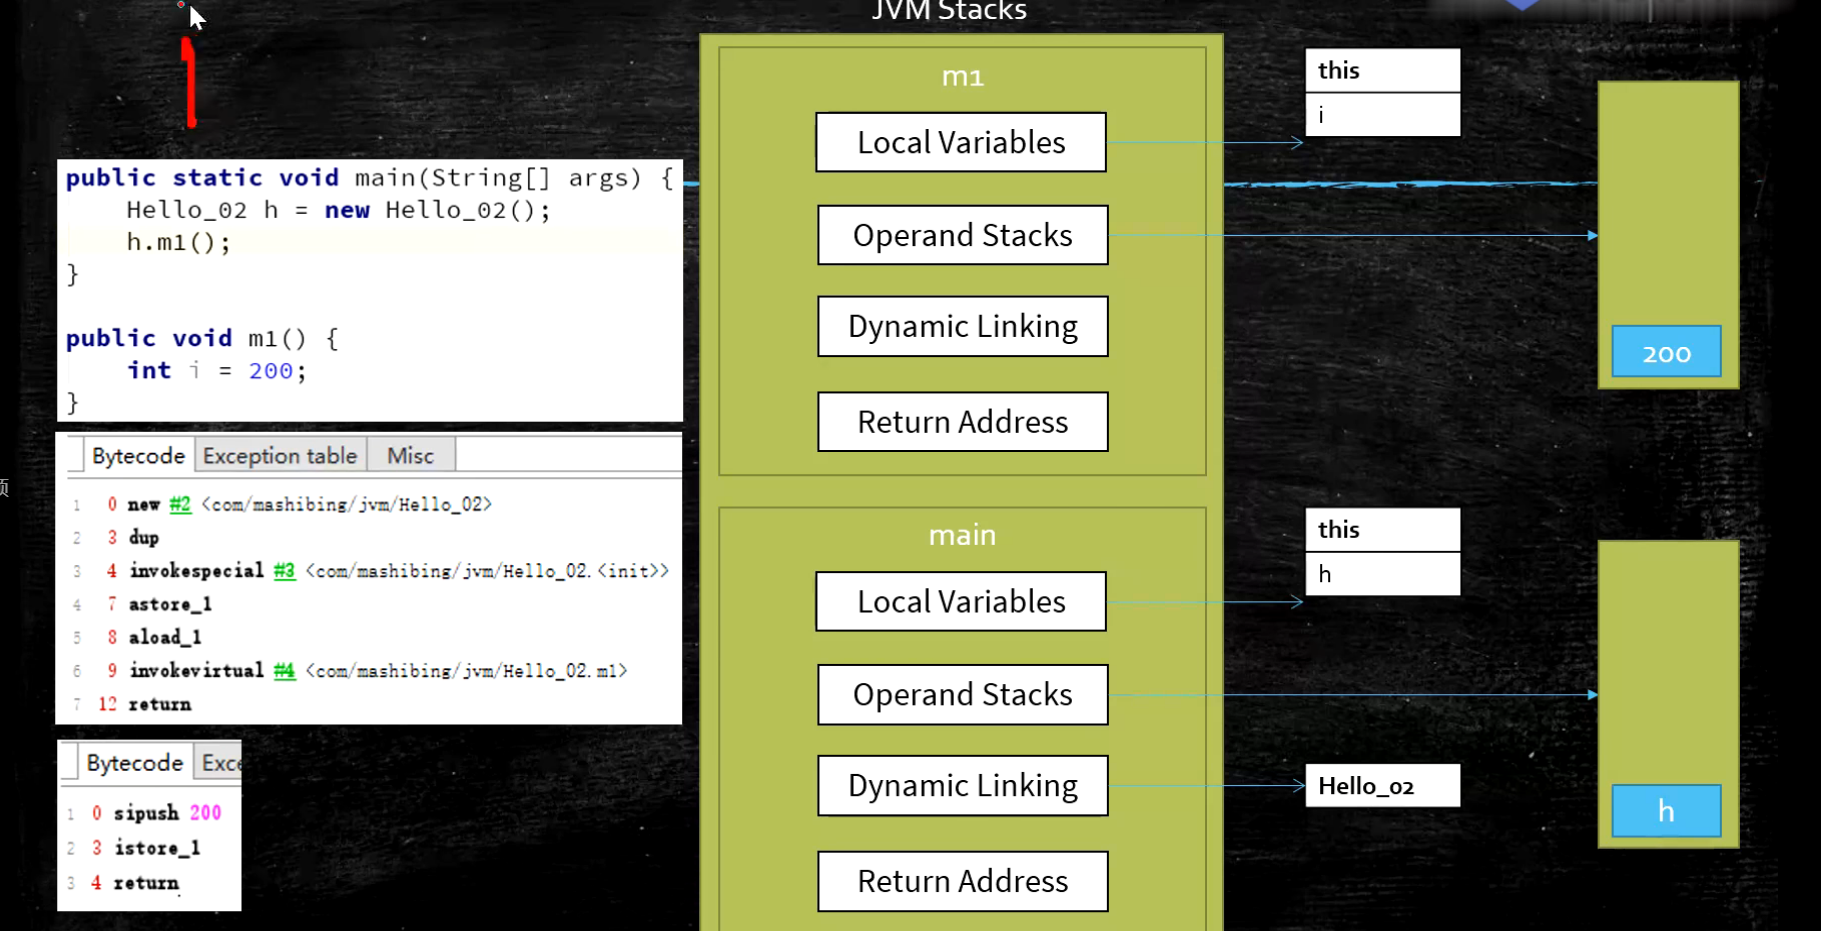 JVM Stacks
public static void main(String[] args) {
Hello_02 h = new Hello_02();
h.m1();
}
public void m1() {
int i = 200;
}
Bytecode Exception table Misc
1 0 new #2 <com/mashibing/jvm/Hello_02>
2 3 dup
3 4 invokespecial #3 <com/mashibing/jvm/Hello_02.<init>>
4 7 astore_1
5 8 aload_1
6 9 invokevirtual #4 <com/mashibing/jvm/Hello_02.m1>
7 12 return
Bytecode Exce
1 0 sipush 200
2 3 istore_1
3 4 return
m1
Local Variables
Operand Stacks
Dynamic Linking
Return Address
this
i
200
main
Local Variables
Operand Stacks
Dynamic Linking
Return Address
this
h
Hello_02
h